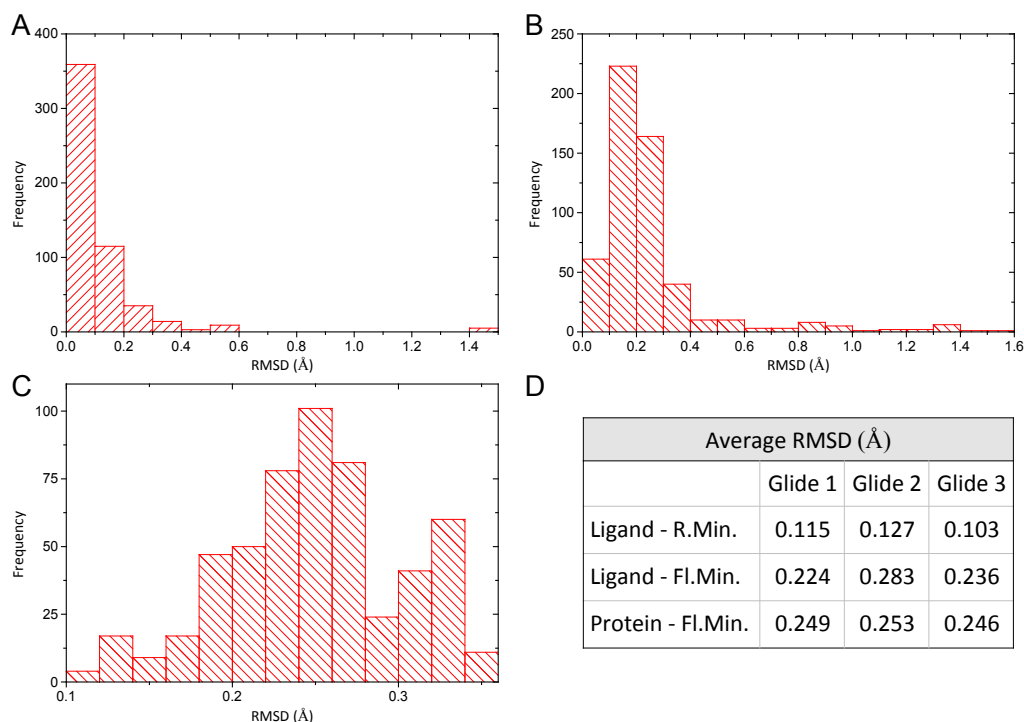 A
400
300
200
100
0
Frequency
0.0 0.2 0.4 0.6 0.8 1.0 1.2 1.4
RMSD (Å)
B
250
200
150
100
50
0
Frequency
0.0 0.2 0.4 0.6 0.8 1.0 1.2 1.4 1.6
RMSD (Å)
C
100
75
50
25
0
Frequency
0.1 0.2 0.3
RMSD (Å)
D
Average RMSD (Å)
Glide 1 Glide 2 Glide 3
Ligand - R.Min. 0.115 0.127 0.103
Ligand - Fl.Min. 0.224 0.283 0.236
Protein - Fl.Min. 0.249 0.253 0.246